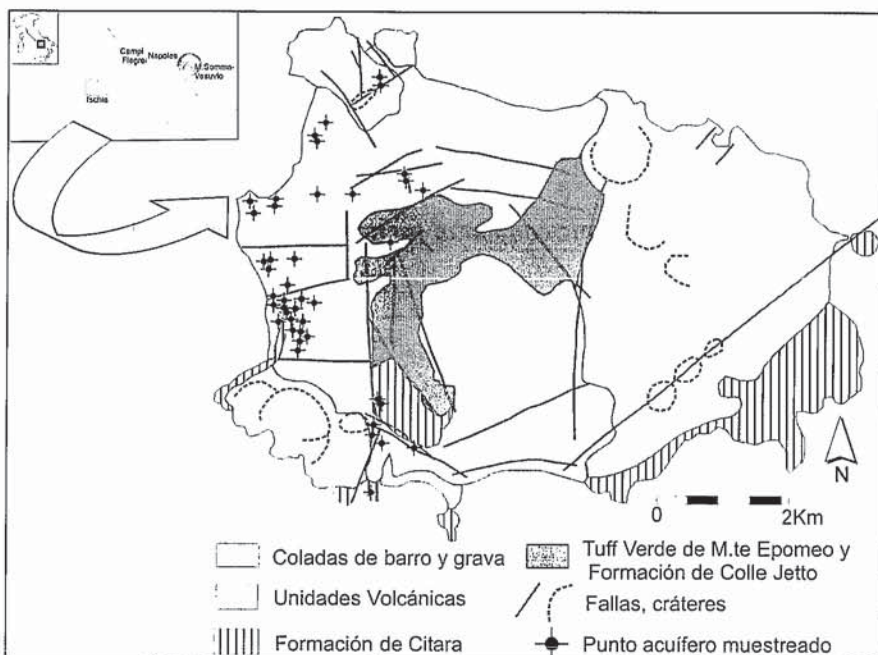 Campi
Flegrei
Napoles
M.Somma-
Vesuvio
Ischia
N
0 2Km
Coladas de barro y grava
Unidades Volcánicas
Formación de Citara
Tuff Verde de M.te Epomeo y
Formación de Colle Jetto
Fallas, cráteres
Punto acuífero muestreado